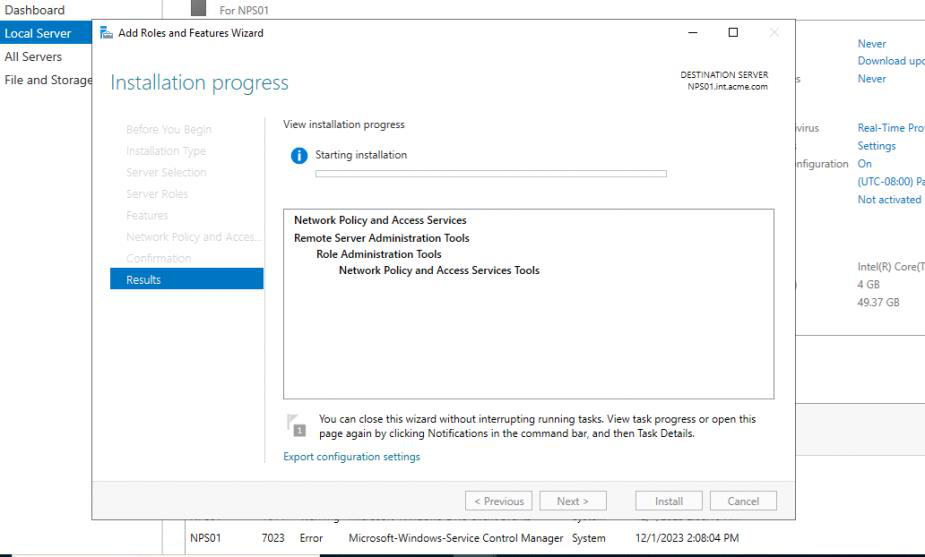 Dashboard
For NPS01
Local Server
All Servers
File and Storage
Add Roles and Features Wizard
Installation progress
DESTINATION SERVER
NPS01.int.acme.com
Before You Begin
Installation Type
Server Selection
Server Roles
Features
Network Policy and Acces...
Confirmation
Results
View installation progress
Starting installation
Network Policy and Access Services
Remote Server Administration Tools
Role Administration Tools
Network Policy and Access Services Tools
1
You can close this wizard without interrupting running tasks. View task progress or open this
page again by clicking Notifications in the command bar, and then Task Details.
Export configuration settings
< Previous
Next >
Install
Cancel
Never
Download upd
Never
Real-Time Pro
Settings
On
(UTC-08:00) Pa
Not activated
Intel(R) Core(T
4 GB
49.37 GB
NPS01 7023 Error Microsoft-Windows-Service Control Manager System 12/1/2023 2:08:04 PM